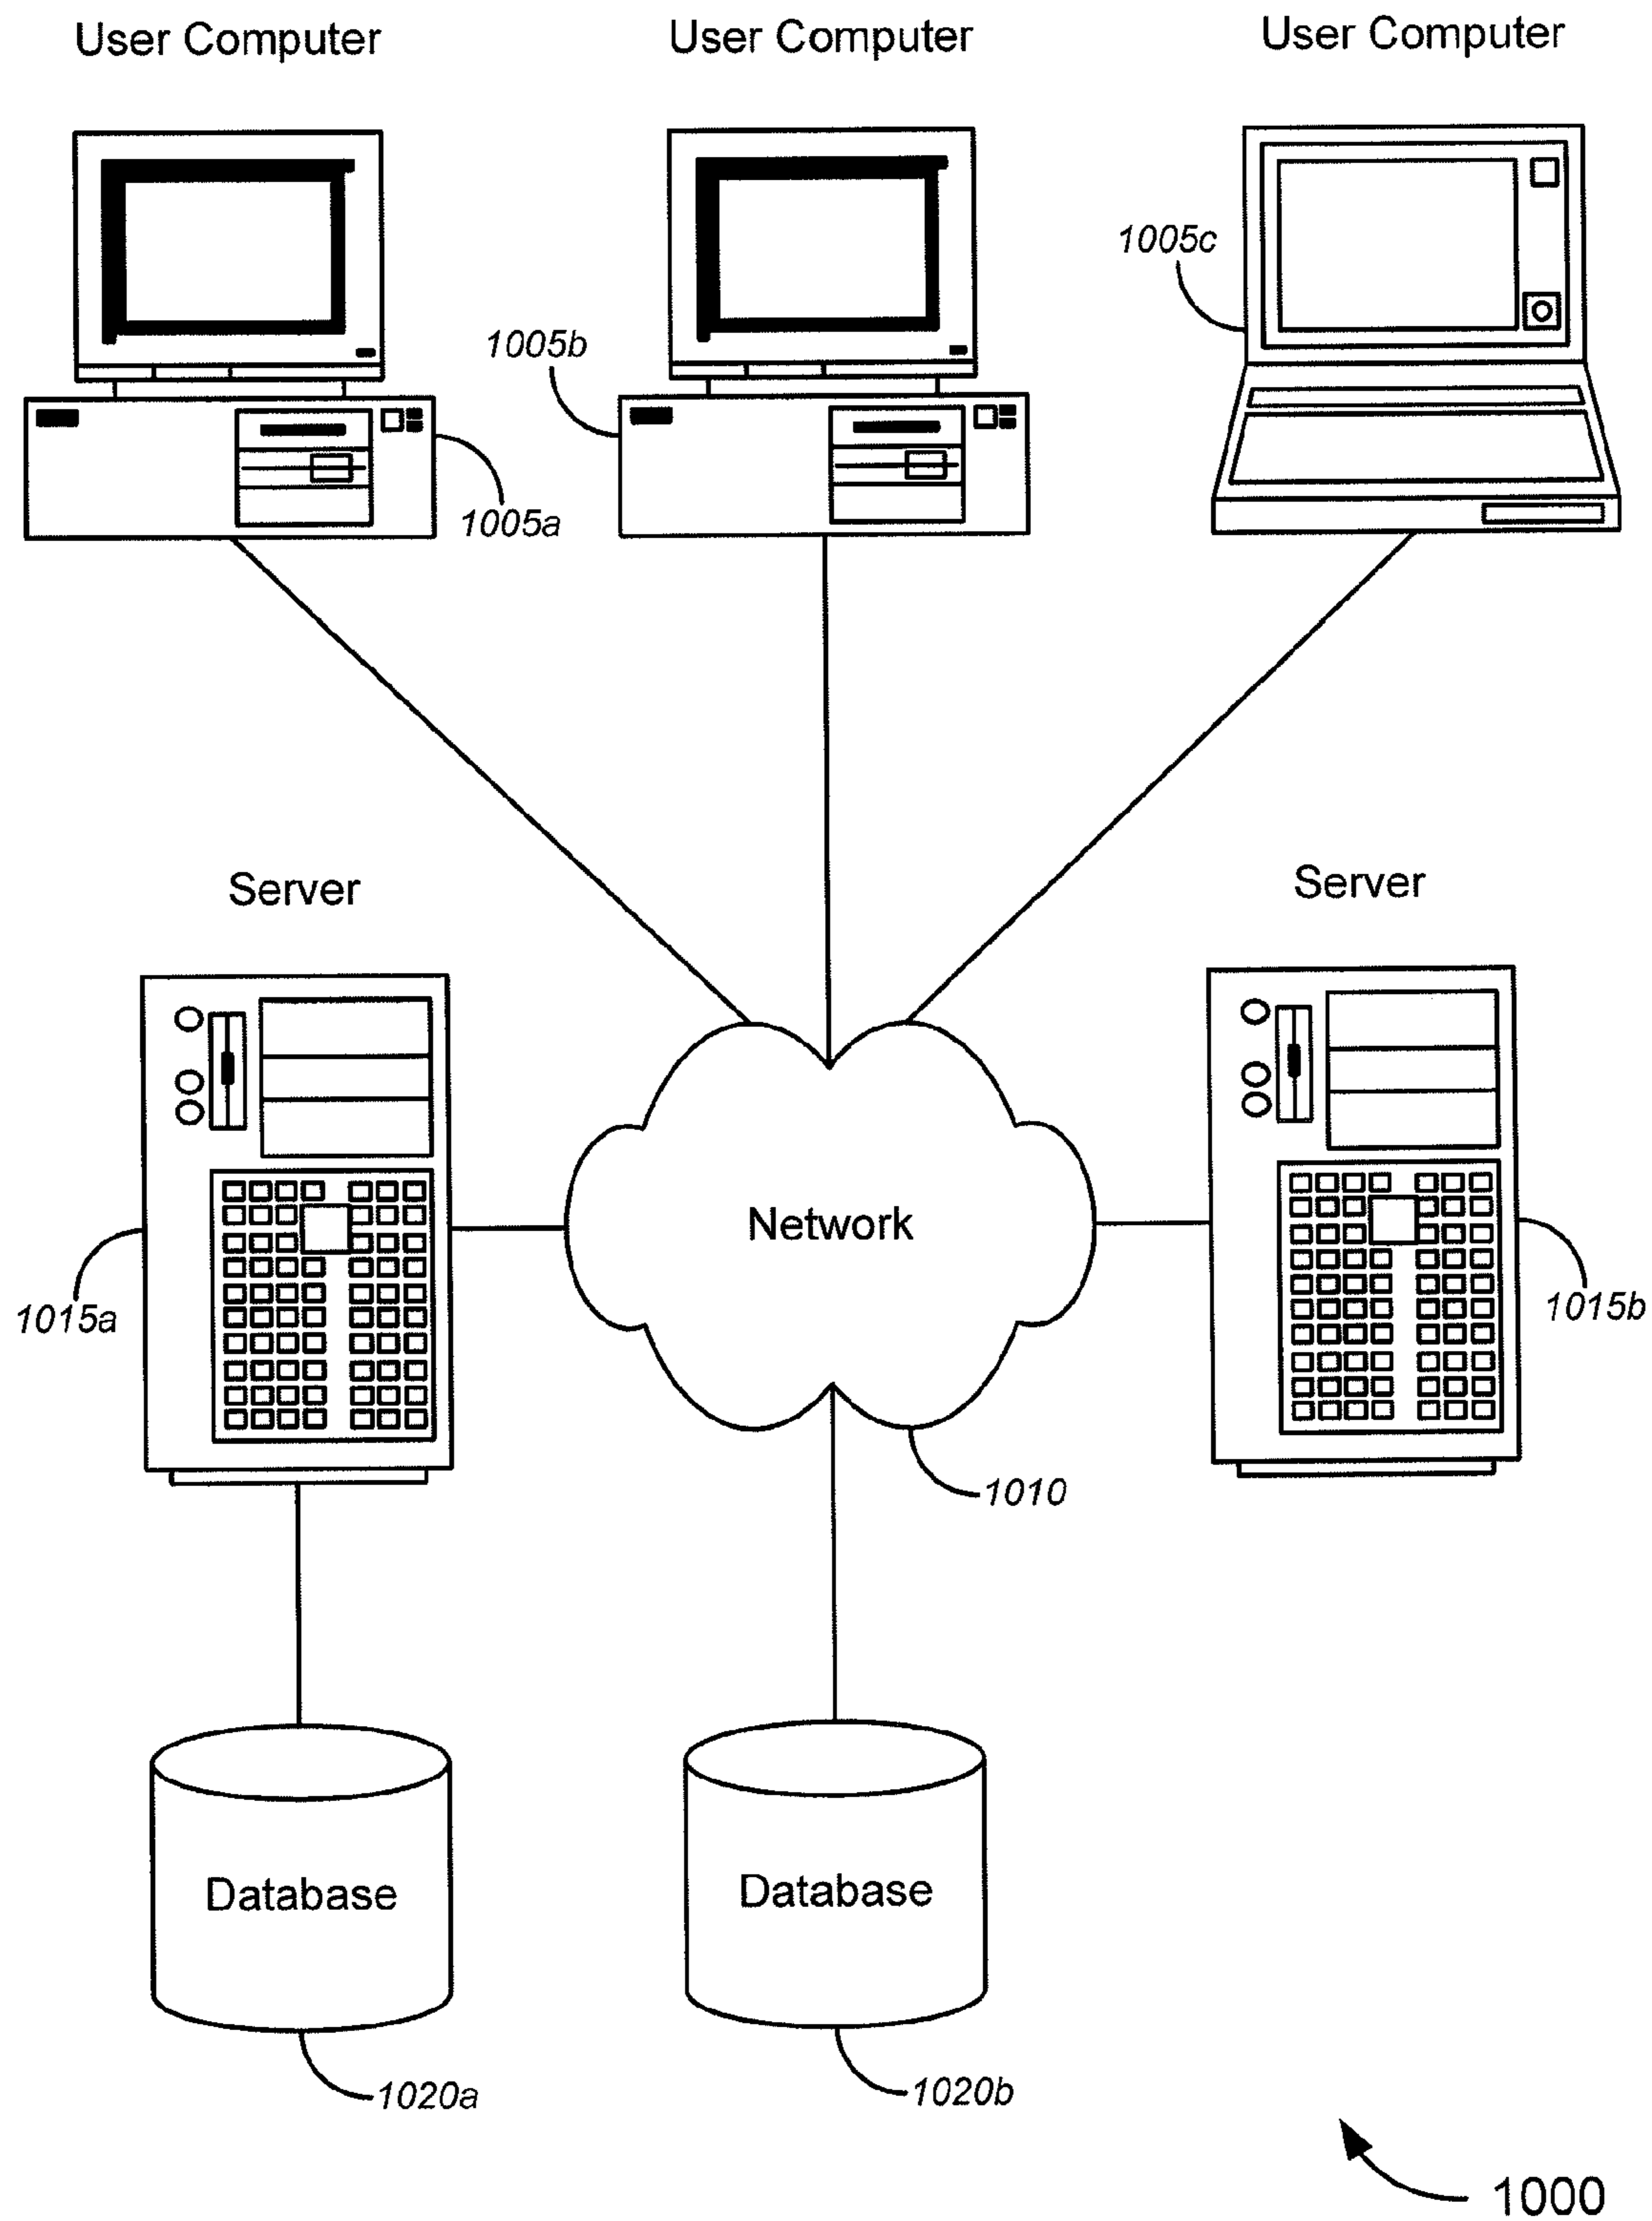 User Computer
User Computer
User Computer
1005c
1005b
1005a
Server
Server
Network
1015a
1015b
1010
Database
Database
1020a
1020b
1000